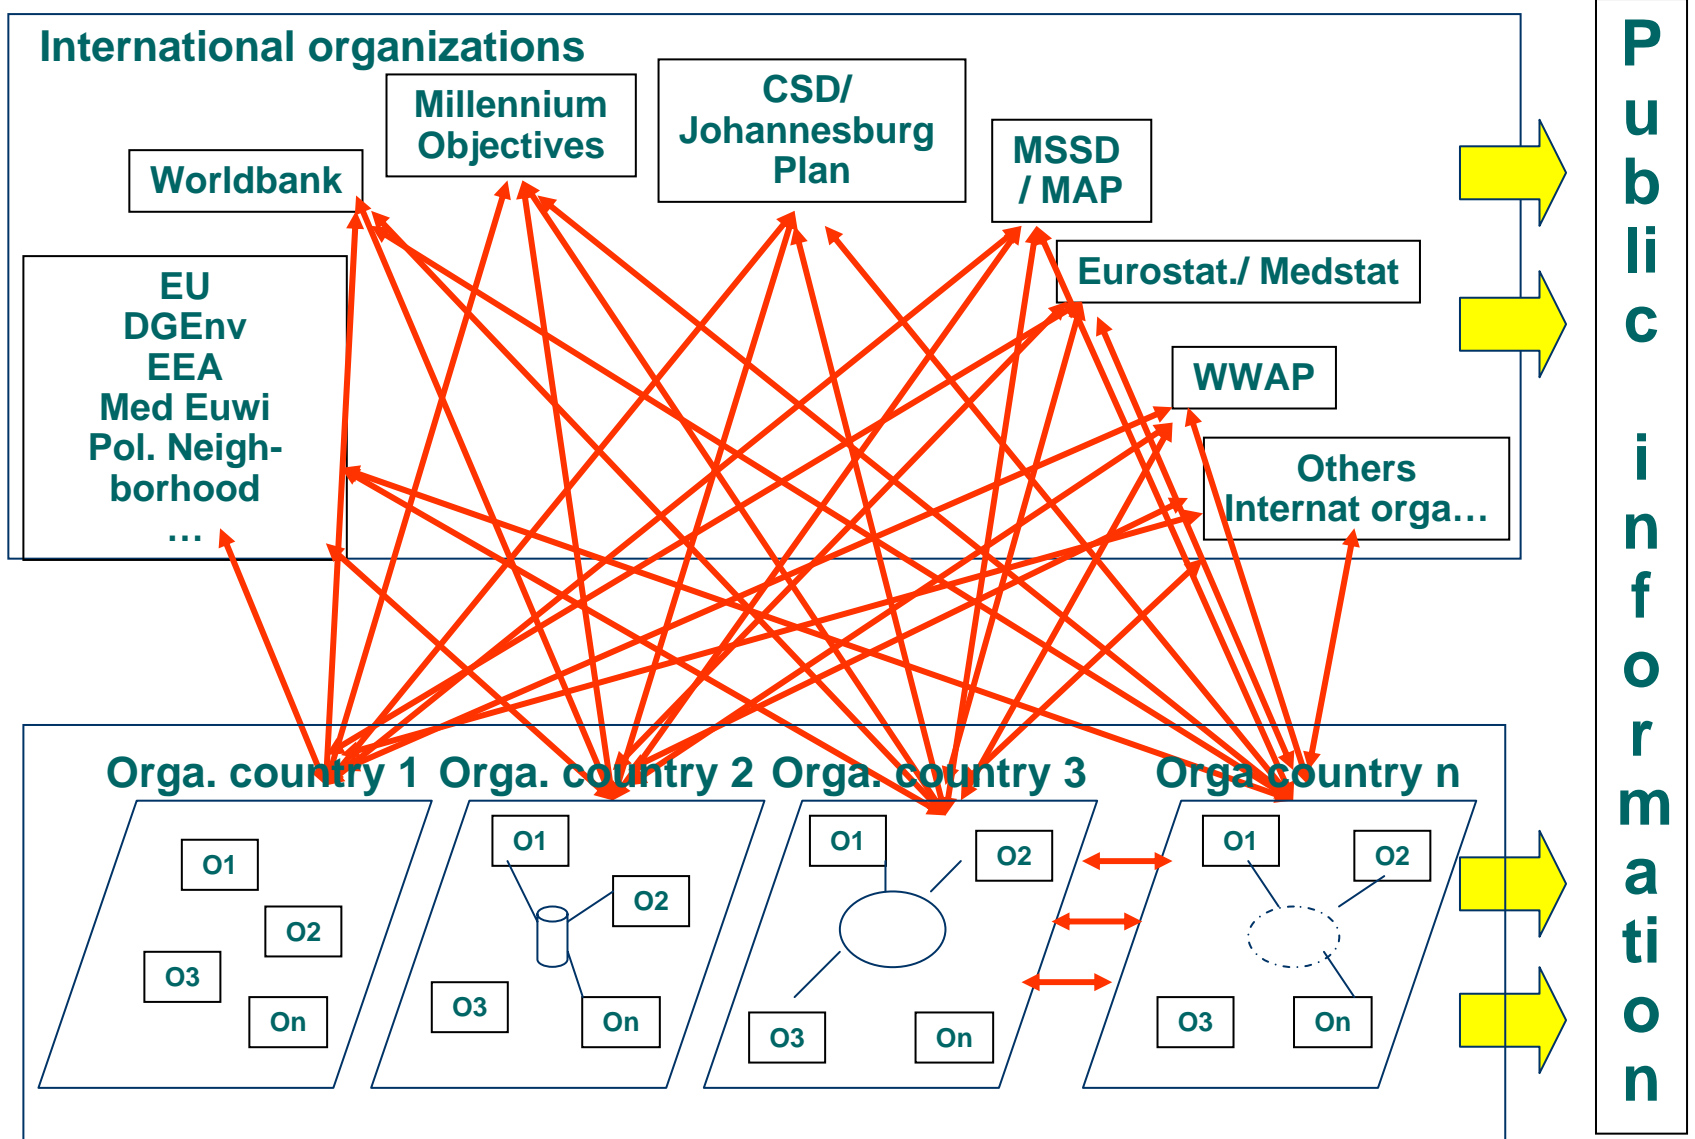 International organizations
Millennium
Objectives
CSD/
Johannesburg
Plan
MSSD
/ MAP
Worldbank
Eurostat./ Medstat
EU
DGEnv
EEA
Med Euwi
Pol. Neigh-
borhood
...
WWAP
Others
Internat orga...
Orga. country 1
Orga. country 2
Orga. country 3
Orga country n
O1
O2
O3
On
O1
O2
O3
On
O1
O2
O3
On
O1
O2
O3
On
P
u
b
li
c
i
n
f
o
r
m
a
ti
o
n